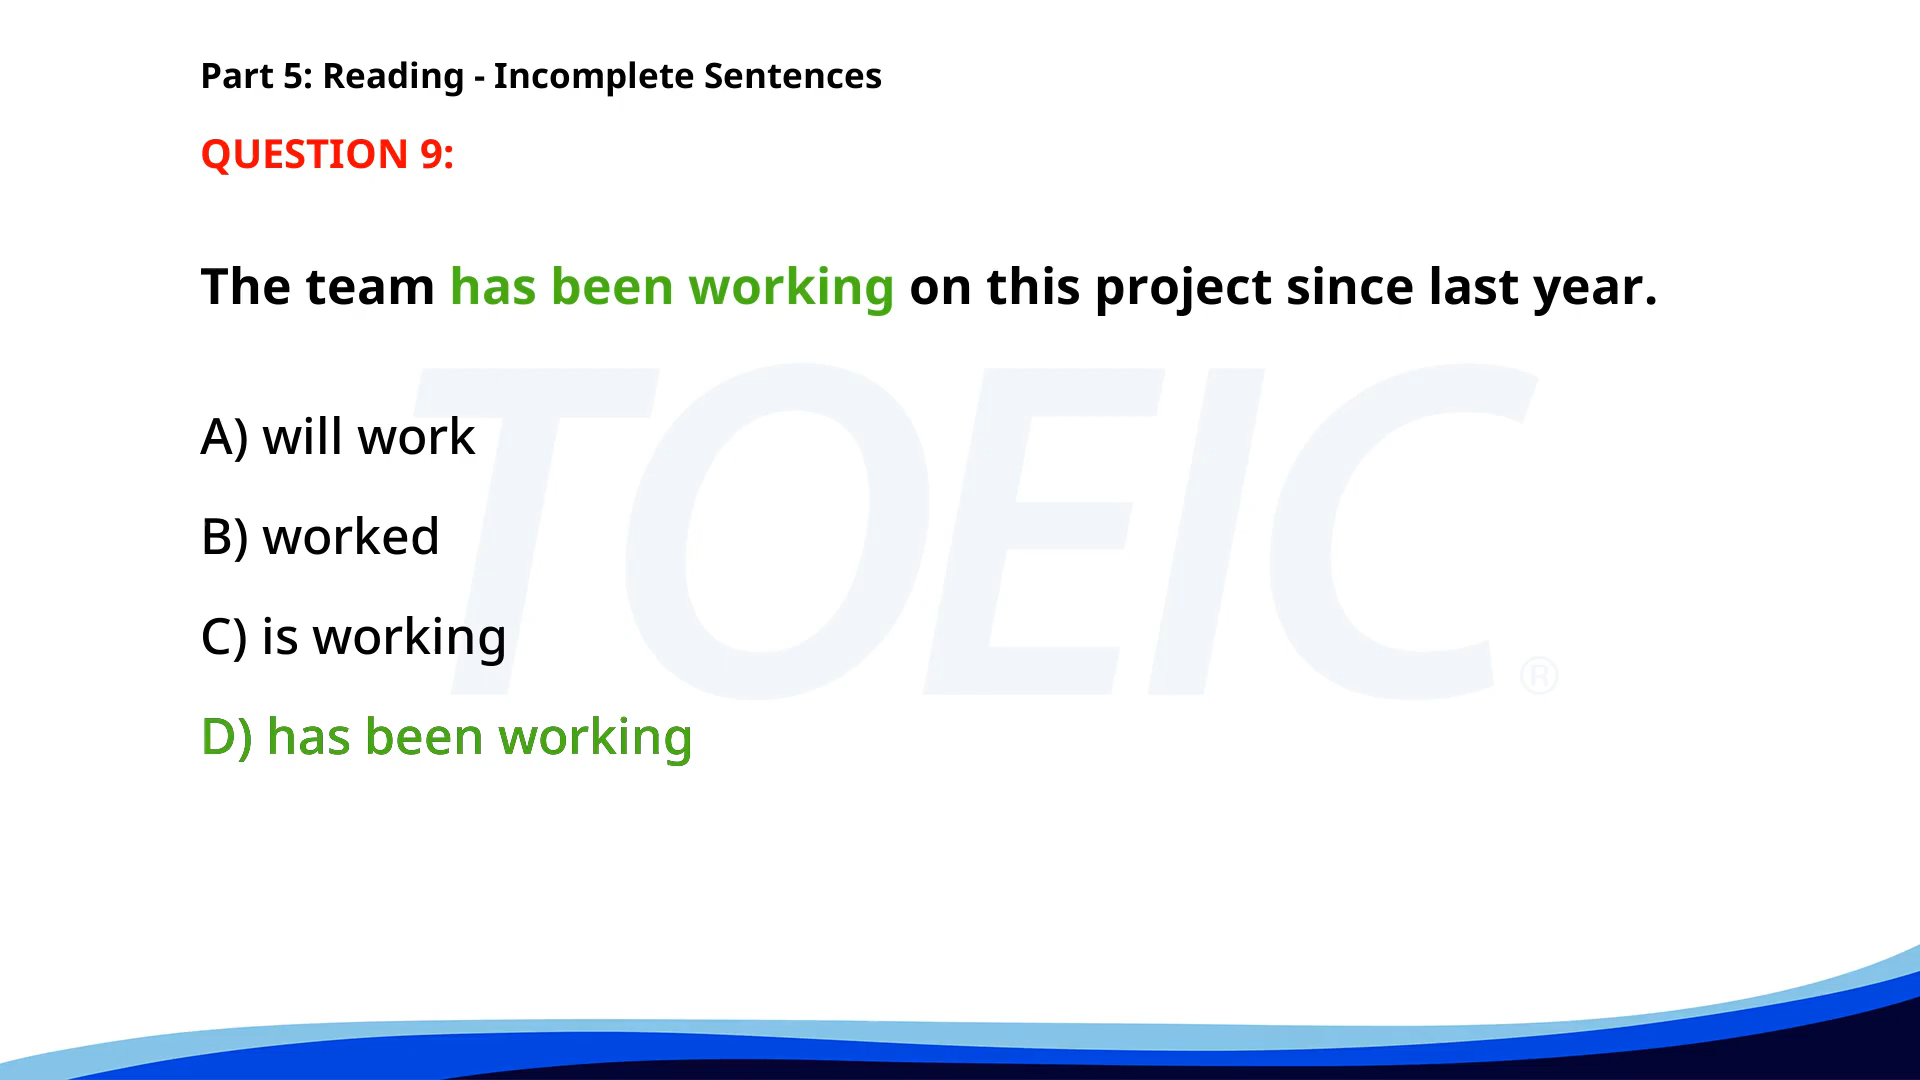 Part 5: Reading - Incomplete Sentences
QUESTION 9:
The team has been working on this project since last year.
TOEIC®
A) will work
B) worked
C) is working
D) has been working